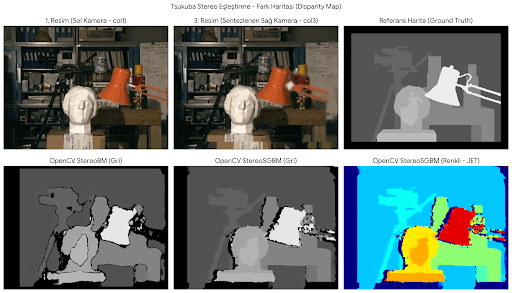 Tsukuba Stereo Eşleştirme - Fark Haritası (Disparity Map)
1. Resim (Sol Kamera - col1)
3. Resim (Sentezlenen Sağ Kamera - col3)
Referans Harita (Ground Truth)
OpenCV StereoBM (Gri)
OpenCV StereoSGBM (Gri)
OpenCV StereoSGBM (Renkli - JET)